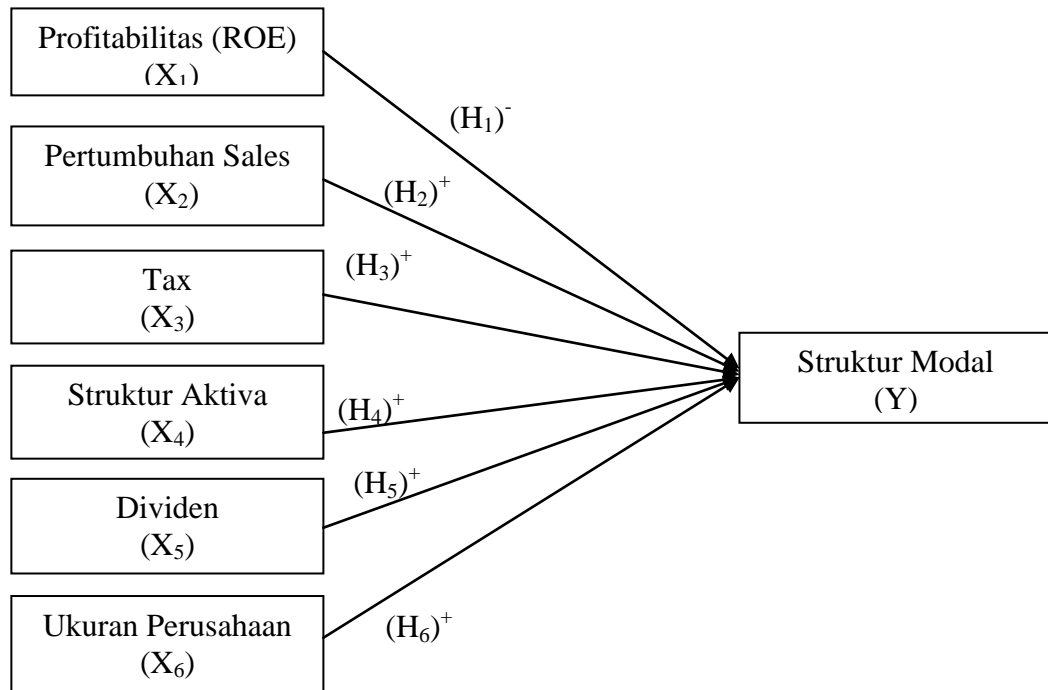 Profitabilitas (ROE)
(X₁)
(H₁)⁻
Pertumbuhan Sales
(X₂)
(H₂)⁺
Tax
(X₃)
(H₃)⁺
Struktur Aktiva
(X₄)
(H₄)⁺
Dividen
(X₅)
(H₅)⁺
Ukuran Perusahaan
(X₆)
(H₆)⁺
Struktur Modal
(Y)